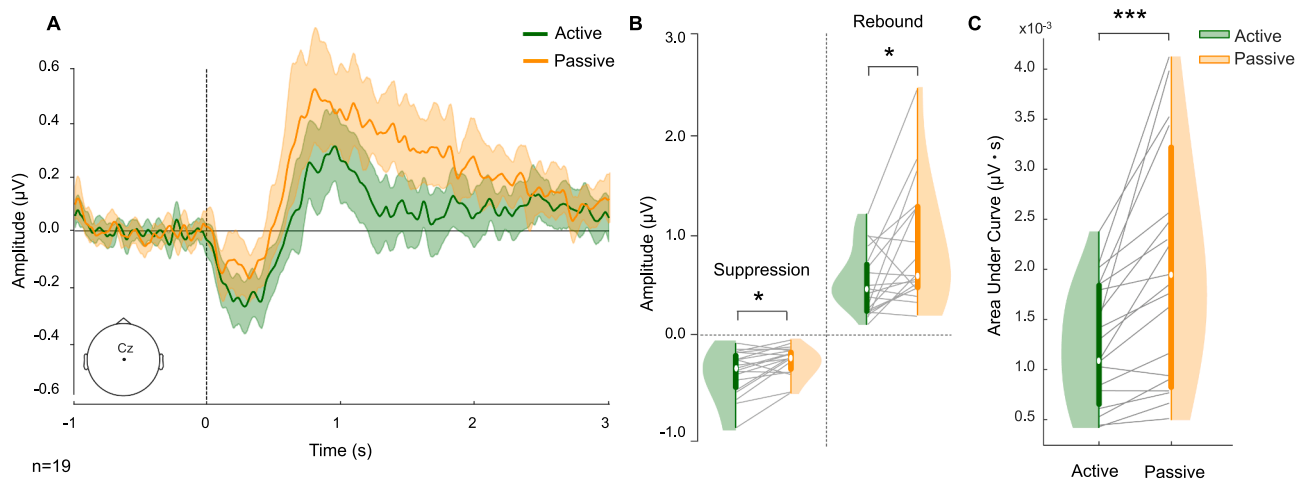 A
Active
Passive
Amplitude (µV)
0.6
0.4
0.2
0.0
-0.2
-0.4
-0.6
Cz
-1
0
1
2
3
Time (s)
n=19
B
Rebound
Suppression
Amplitude (µV)
3.0
2.0
1.0
0.0
-1.0
*
*
C
Active
Passive
***
×10⁻³
Area Under Curve (µV • s)
4.0
3.5
3.0
2.5
2.0
1.5
1.0
0.5
Active
Passive